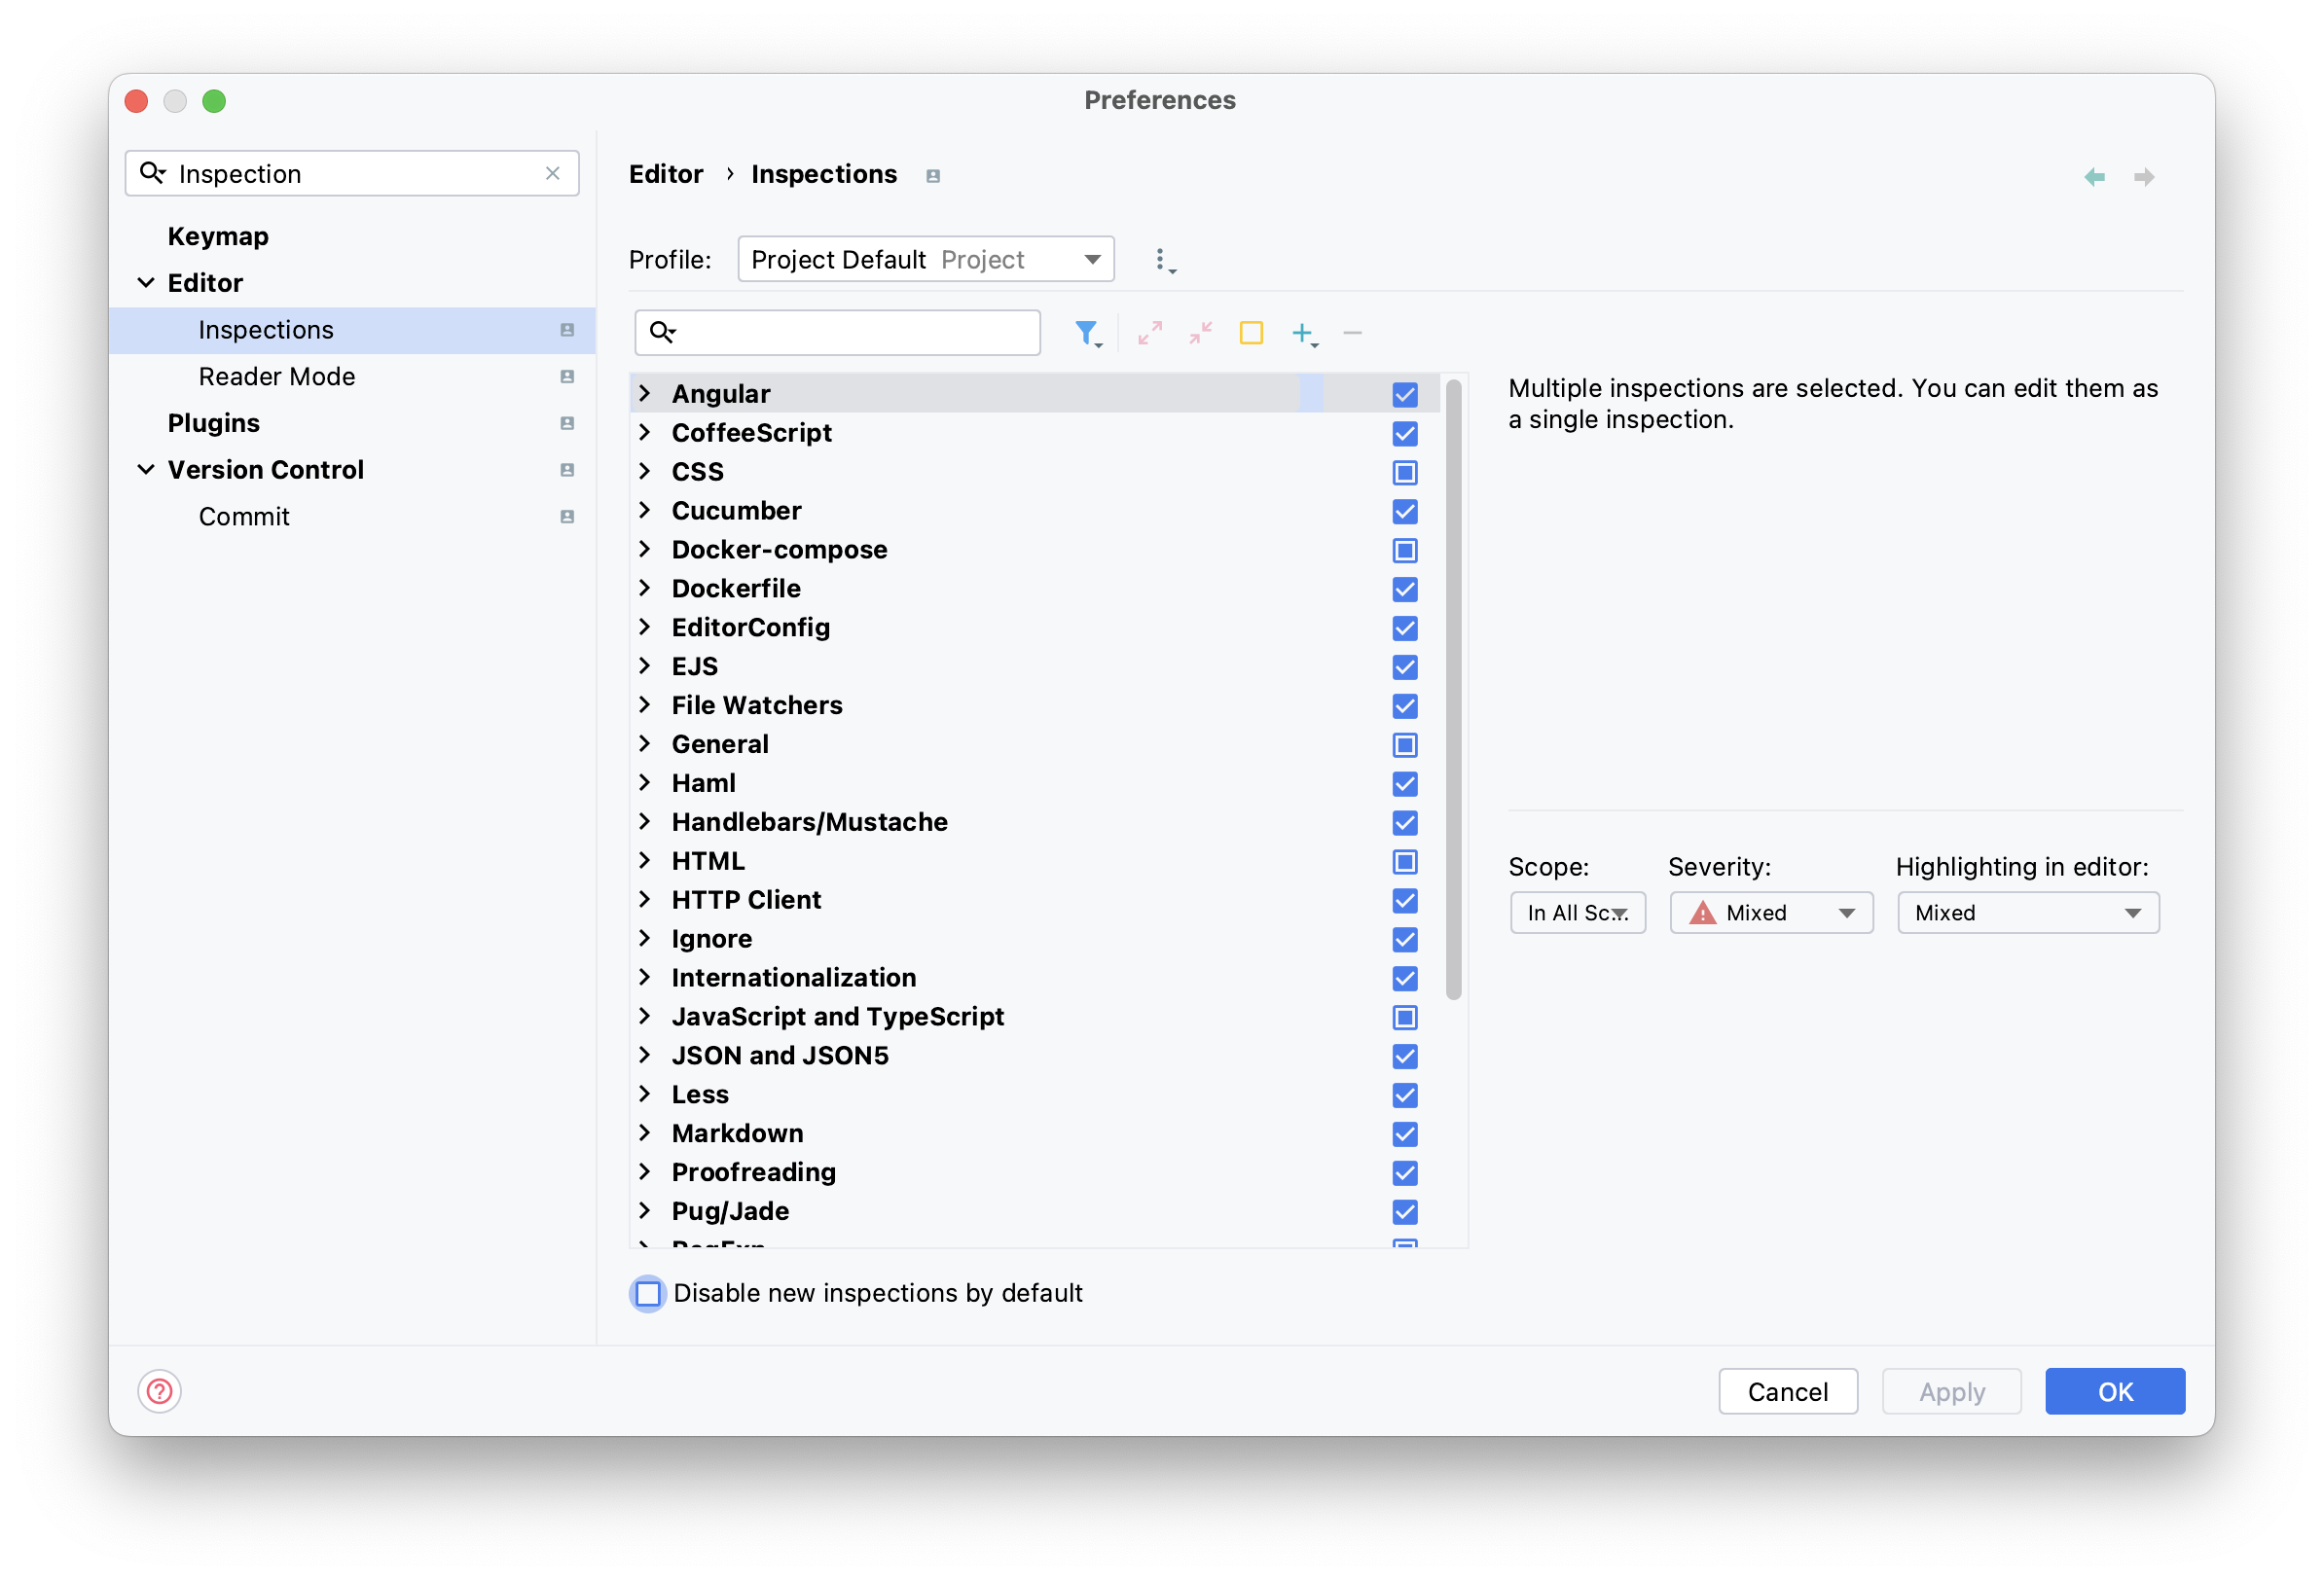 Preferences
Inspection
Keymap
Editor
Inspections
Reader Mode
Plugins
Version Control
Commit
Editor › Inspections
Profile: Project Default Project
Angular
CoffeeScript
CSS
Cucumber
Docker-compose
Dockerfile
EditorConfig
EJS
File Watchers
General
Haml
Handlebars/Mustache
HTML
HTTP Client
Ignore
Internationalization
JavaScript and TypeScript
JSON and JSON5
Less
Markdown
Proofreading
Pug/Jade
Disable new inspections by default
Multiple inspections are selected. You can edit them as
a single inspection.
Scope: Severity: Highlighting in editor:
In All Sc... Mixed Mixed
Cancel Apply OK